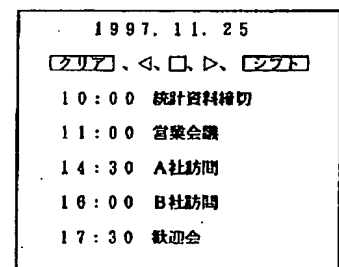 1997. 11. 25
クリア、◁、□、▷、シフト
10:00 統計資料締切
11:00 営業会議
14:30 A社訪問
16:00 B社訪問
17:30 歓迎会